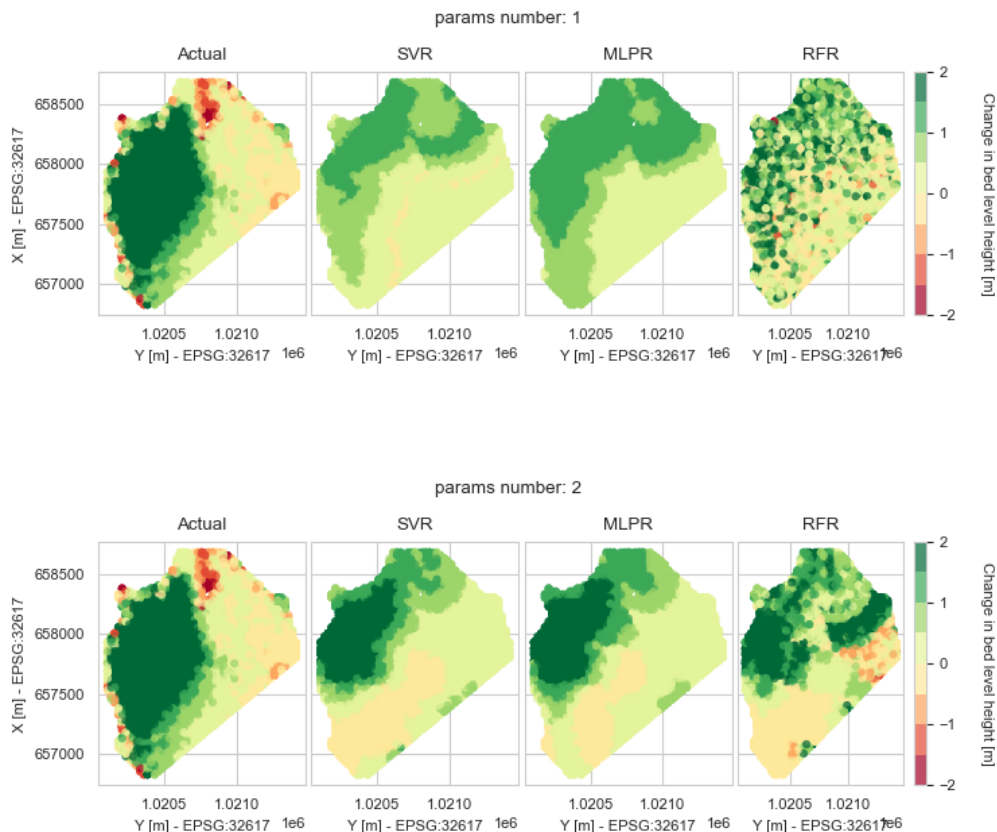 params number: 1
Actual
SVR
MLPR
RFR
658500
658000
657500
657000
X [m] - EPSG:32617
1.0205 1.0210
1.0205 1.0210
1.0205 1.0210
1.0205 1.0210
Y [m] - EPSG:32617 1e6
Y [m] - EPSG:32617 1e6
Y [m] - EPSG:32617 1e6
Y [m] - EPSG:32617 1e6
2
1
0
−1
−2
Change in bed level height [m]
params number: 2
Actual
SVR
MLPR
RFR
658500
658000
657500
657000
X [m] - EPSG:32617
1.0205 1.0210
1.0205 1.0210
1.0205 1.0210
1.0205 1.0210
Y [m] - EPSG:32617 1e6
Y [m] - EPSG:32617 1e6
Y [m] - EPSG:32617 1e6
Y [m] - EPSG:32617 1e6
2
1
0
−1
−2
Change in bed level height [m]